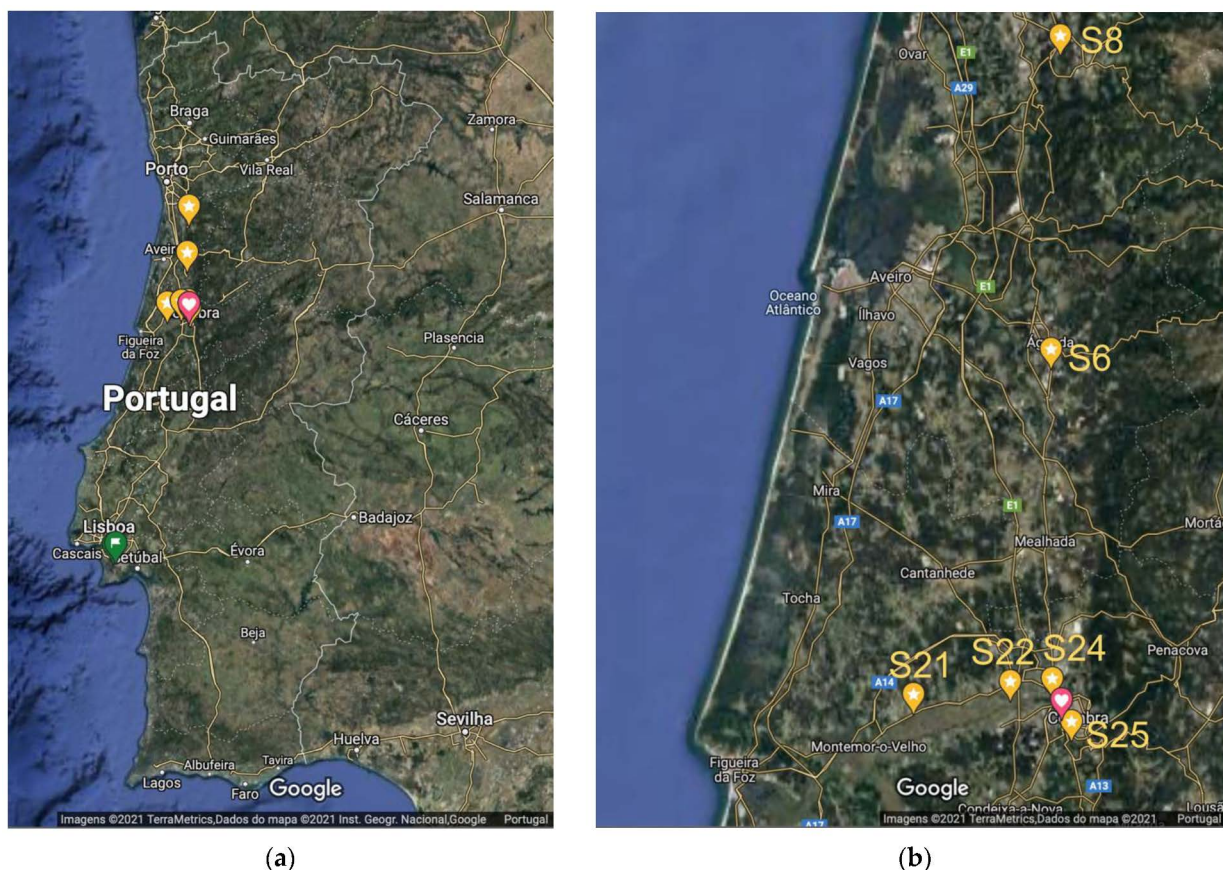 Braga
Guimarães
Zamora
Porto
Vila Real
Salamanca
Aveir
Figueira
da Foz
Plasencia
Portugal
Cáceres
Lisboa
Badajoz
Cascais
etúbal
Évora
Beja
Sevilha
Huelva
Albufeira
Tavira
Lagos
Faro
Google
Imagens ©2021 TerraMetrics,Dados do mapa ©2021 Inst. Geogr. Nacional,Google Portugal
(a)
S8
Ovar
E1
A29
Aveiro
E1
Oceano
Atlântico
Ílhavo
S6
Vagos
A17
Mira
E1
A17
Mealhada
Cantanhede
Tocha
Penacova
S24
S22
S21
A14
S25
Montemor-o-Velho
Figueira
da Foz
Google
A13
Condeixa-a-Nova
Lousã
Imagens ©2021 TerraMetrics,Dados do mapa ©2021 Portugal
A17
(b)